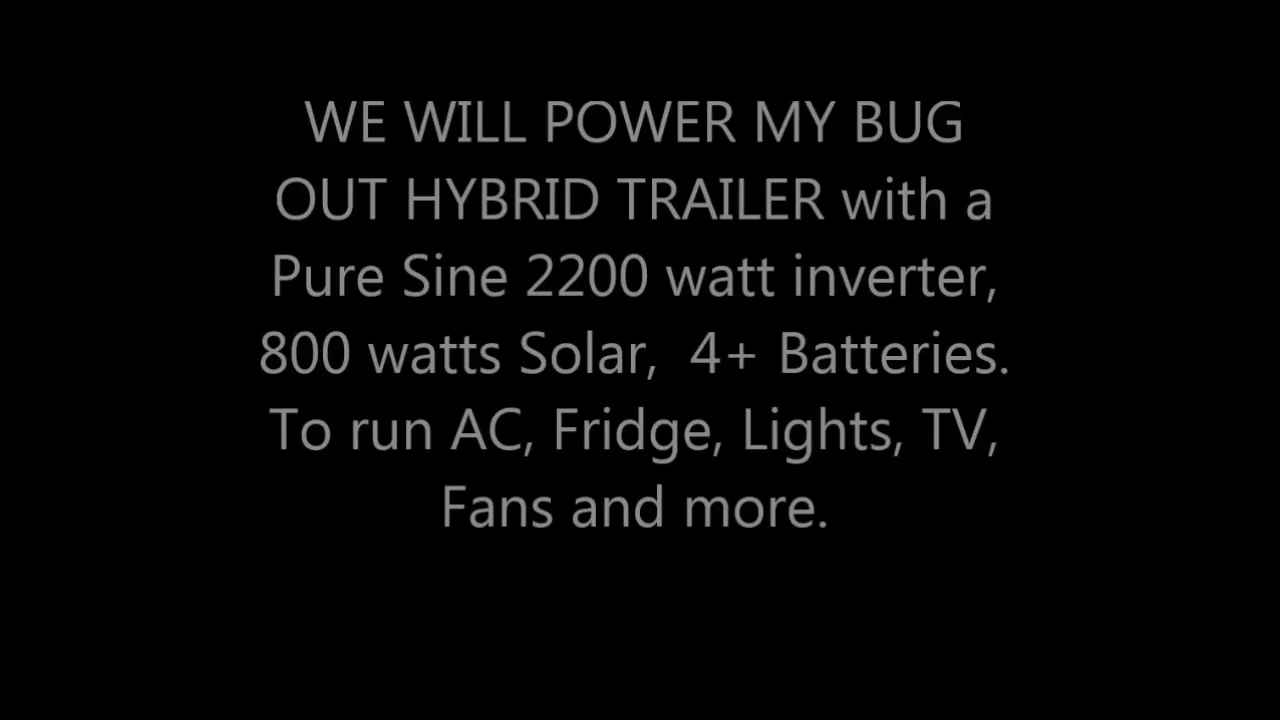 WE WILL POWER MY BUG
OUT HYBRID TRAILER with a
Pure Sine 2200 watt inverter,
800 watts Solar,  4+ Batteries.
To run AC, Fridge, Lights, TV,
Fans and more.